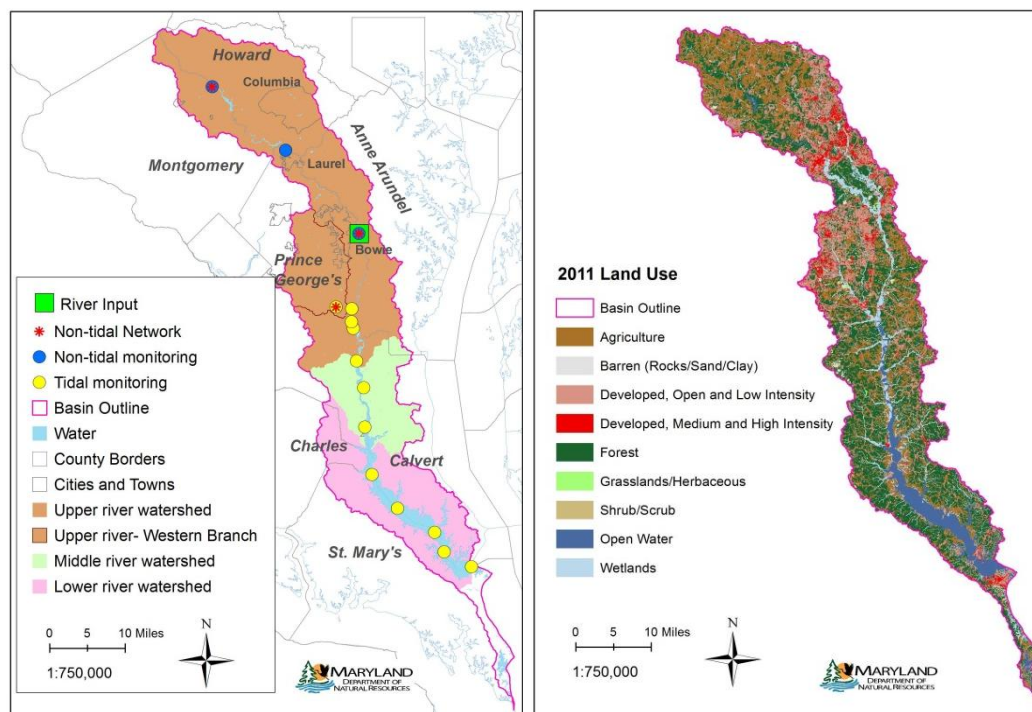 Howard
Columbia
Anne Arundel
Montgomery
Laurel
Bowie
Prince
George's
Charles
Calvert
St. Mary's
River Input
Non-tidal Network
Non-tidal monitoring
Tidal monitoring
Basin Outline
Water
County Borders
Cities and Towns
Upper river watershed
Upper river- Western Branch
Middle river watershed
Lower river watershed
0 5 10 Miles
N
1:750,000
MARYLAND
DEPARTMENT OF
NATURAL RESOURCES
2011 Land Use
Basin Outline
Agriculture
Barren (Rocks/Sand/Clay)
Developed, Open and Low Intensity
Developed, Medium and High Intensity
Forest
Grasslands/Herbaceous
Shrub/Scrub
Open Water
Wetlands
0 5 10 Miles
N
1:750,000
MARYLAND
DEPARTMENT OF
NATURAL RESOURCES